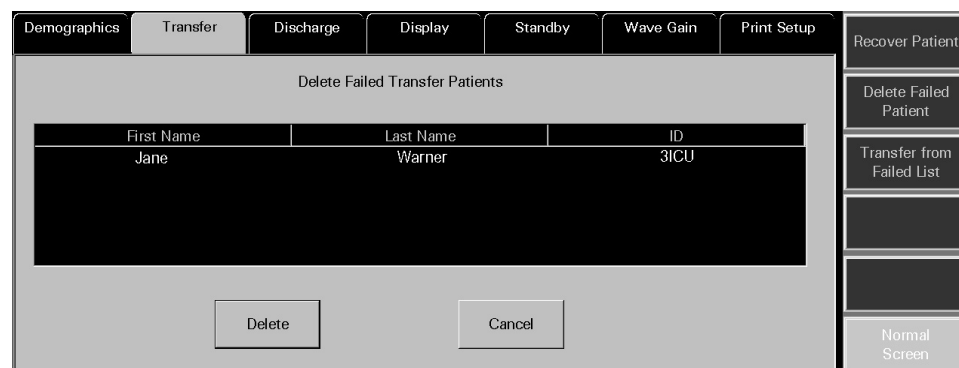 Demographics Transfer Discharge Display Standby Wave Gain Print Setup
Recover Patient
Delete Failed Transfer Patients
Delete Failed
Patient
First Name Last Name ID
Jane Warner 3ICU
Transfer from
Failed List
Delete Cancel
Normal
Screen